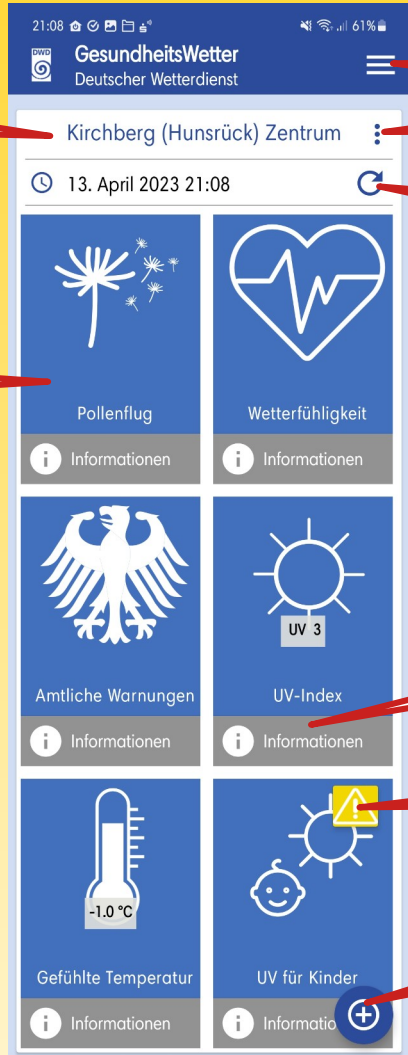 21:08 61%
DWD
GesundheitsWetter
Deutscher Wetterdienst
Kirchberg (Hunsrück) Zentrum
13. April 2023 21:08
Pollenflug
Wetterfühligkeit
i Informationen
i Informationen
UV 3
Amtliche Warnungen
UV-Index
i Informationen
i Informationen
-1.0 °C
Gefühlte Temperatur
UV für Kinder
i Informationen
i Informatio